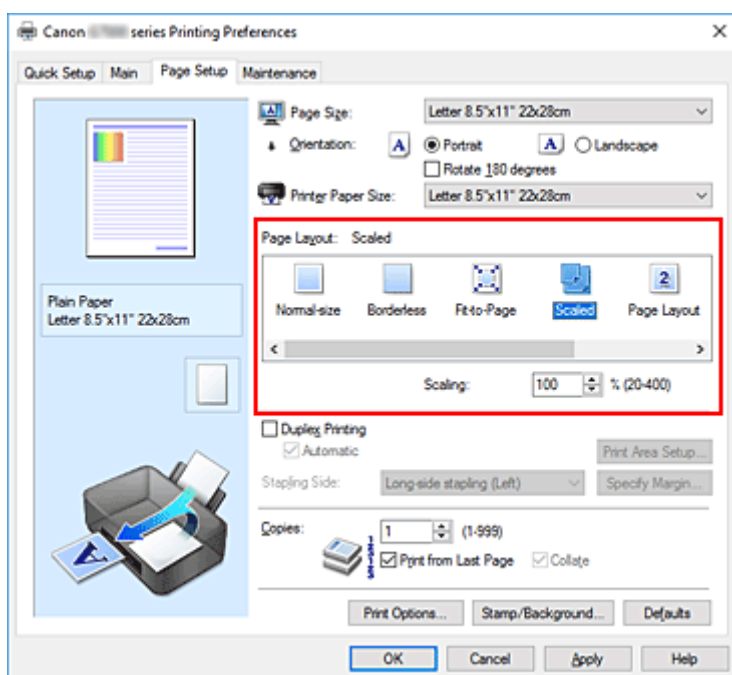 Canon series Printing Preferences
Quick Setup Main Page Setup Maintenance
Page Size: Letter 8.5"x11" 22x28cm
Orientation: A Portrait A Landscape
Rotate 180 degrees
Printer Paper Size: Letter 8.5"x11" 22x28cm
Page Layout: Scaled
Normal-size Borderless Fit-to-Page Scaled 2 Page Layout
Scaling: 100 % (20-400)
Plain Paper
Letter 8.5"x11" 22x28cm
Duplex Printing
Automatic Print Area Setup...
Stapling Side: Long-side stapling (Left) Specify Margin...
Copies: 1 (1-999)
Print from Last Page Collate
A
Print Options... Stamp/Background... Defaults
OK Cancel Apply Help